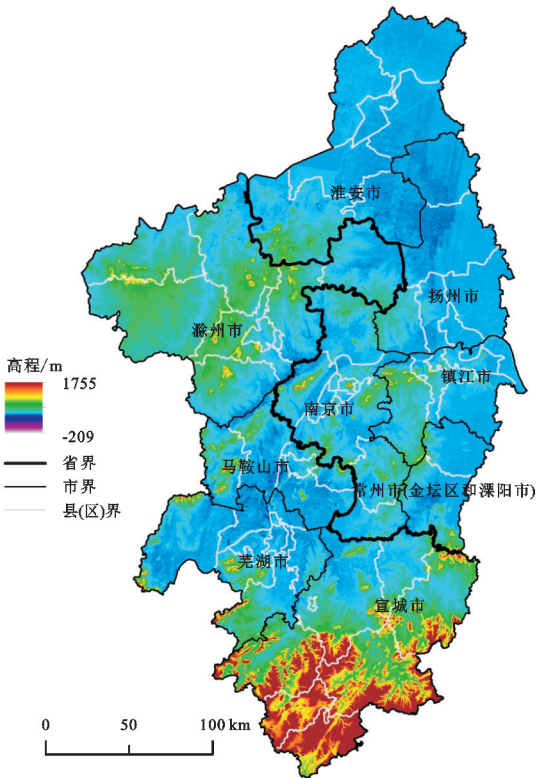 淮安市
扬州市
滁州市
镇江市
高程/m
1755
-209
南京市
省界
市界
县(区)界
马鞍山市
常州市(金坛区和溧阳市)
芜湖市
宣城市
0 50 100 km